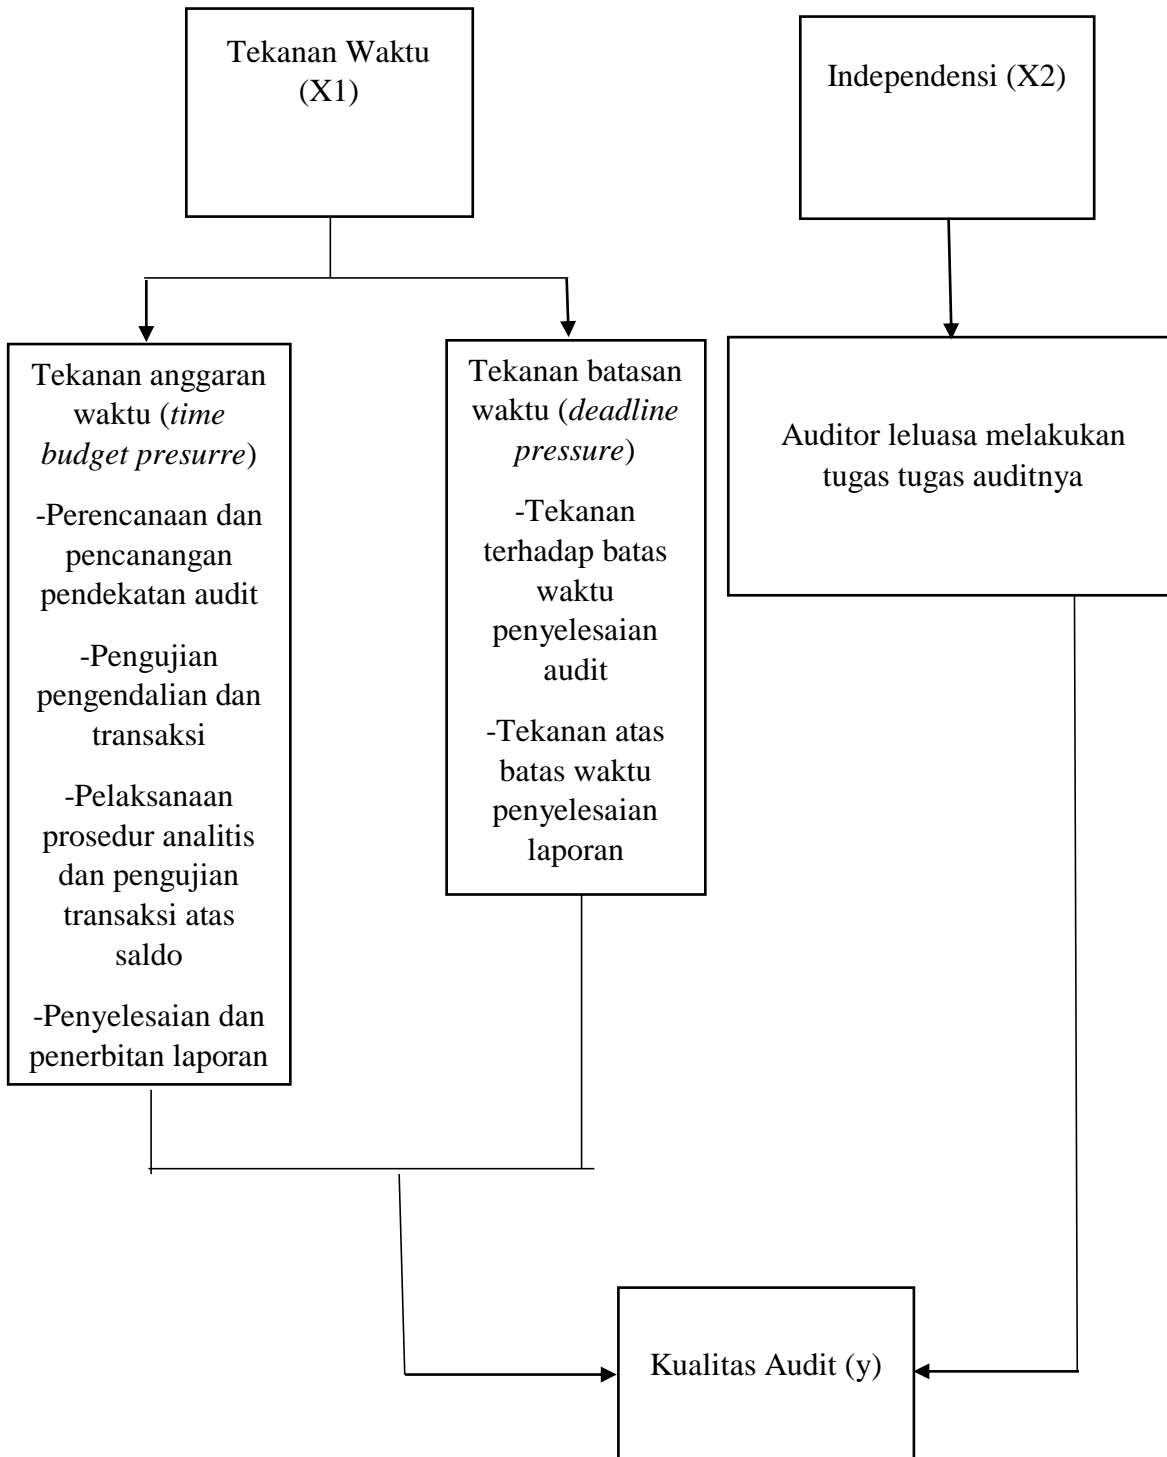 Tekanan Waktu
(X1)
Independensi (X2)
Tekanan anggaran
waktu (time
budget presurre)
-Perencanaan dan
pencanangan
pendekatan audit
-Pengujian
pengendalian dan
transaksi
-Pelaksanaan
prosedur analitis
dan pengujian
transaksi atas
saldo
-Penyelesaian dan
penerbitan laporan
Tekanan batasan
waktu (deadline
pressure)
-Tekanan
terhadap batas
waktu
penyelesaian
audit
-Tekanan atas
batas waktu
penyelesaian
laporan
Auditor leluasa melakukan
tugas tugas auditnya
Kualitas Audit (y)